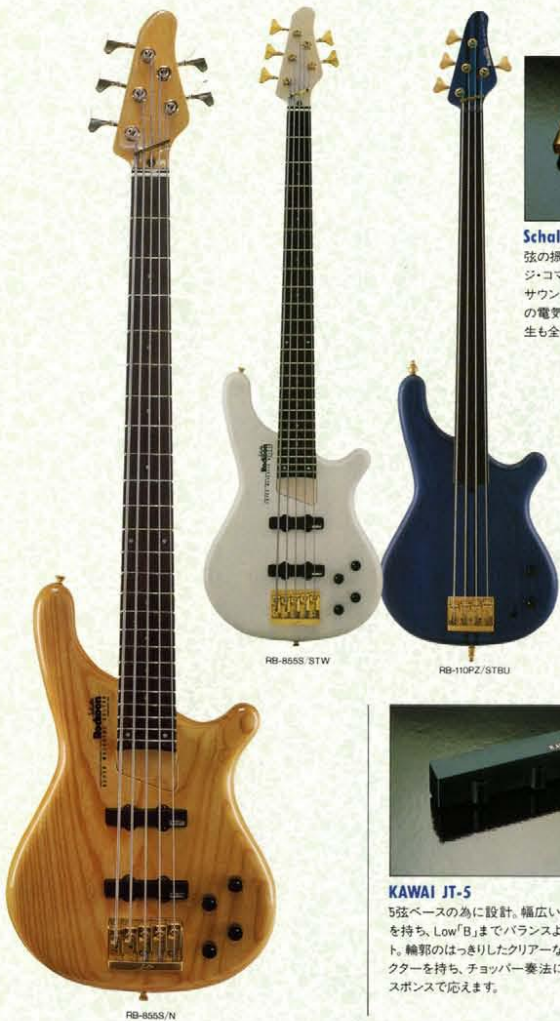 Schal
弦の振
ジ・コマ
サウン
の電気
生も全
RB-855S/STW
RB-110PZ/STBU
KAWAI JT-5
5弦ベースの為に設計。幅広い
を持ち、Low「B」までバランスよ
ト。輪郭のはっきりしたクリアーな
クターを持ち、チョッパー奏法に
スポンスで応えます。
Rockoon
RB-855S/N